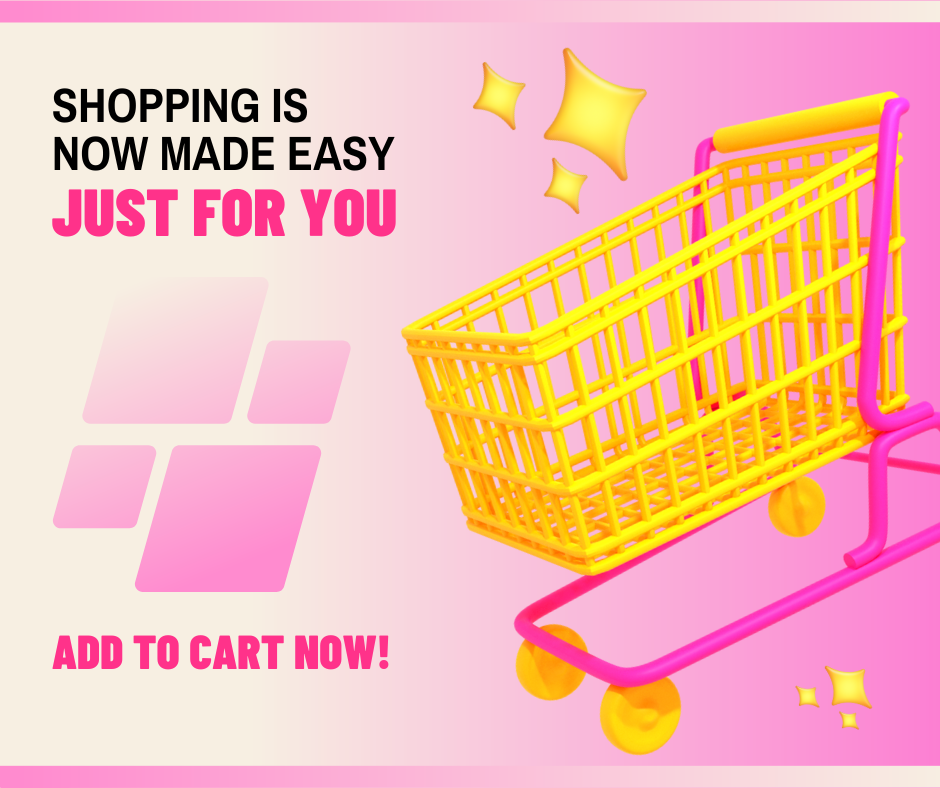 SHOPPING IS
NOW MADE EASY
JUST FOR YOU
ADD TO CART NOW!